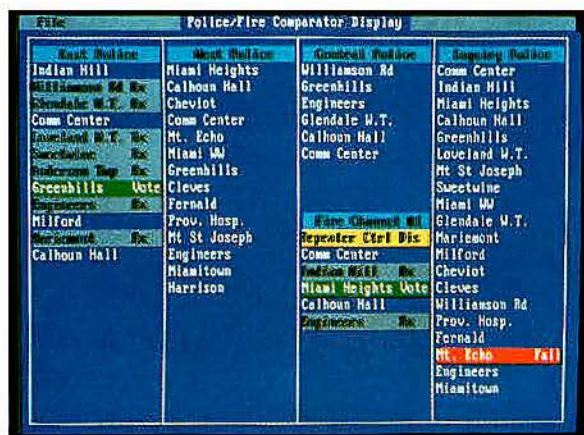 File
Police/Fire Comparator Display
East Police
Indian Hill
Williamson Rd Rx
Glendale W.T. Rx
Comm Center
Loveland W.T. Rx
Sweetwine Rx
Anderson Twp Rx
Greenhills Vote
Engineers Rx
Milford
Mariemont Rx
Calhoun Hall
West Police
Miami Heights
Calhoun Hall
Cheviot
Comm Center
Mt. Echo
Miami WW
Greenhills
Cleves
Fernald
Prov. Hosp.
Mt St Joseph
Engineers
Miamitown
Harrison
Central Police
Williamson Rd
Greenhills
Engineers
Glendale W.T.
Calhoun Hall
Comm Center
Fire Channel
Repeater Ctrl Dis
Comm Center
Indian Hill Rx
Miami Heights Vote
Calhoun Hall
Engineers Rx
Inquiry Police
Comm Center
Indian Hill
Miami Heights
Calhoun Hall
Greenhills
Loveland W.T.
Mt St Joseph
Sweetwine
Miami WW
Glendale W.T.
Mariemont
Milford
Cheviot
Cleves
Williamson Rd
Prov. Hosp.
Fernald
Mt. Echo Fail
Engineers
Miamitown